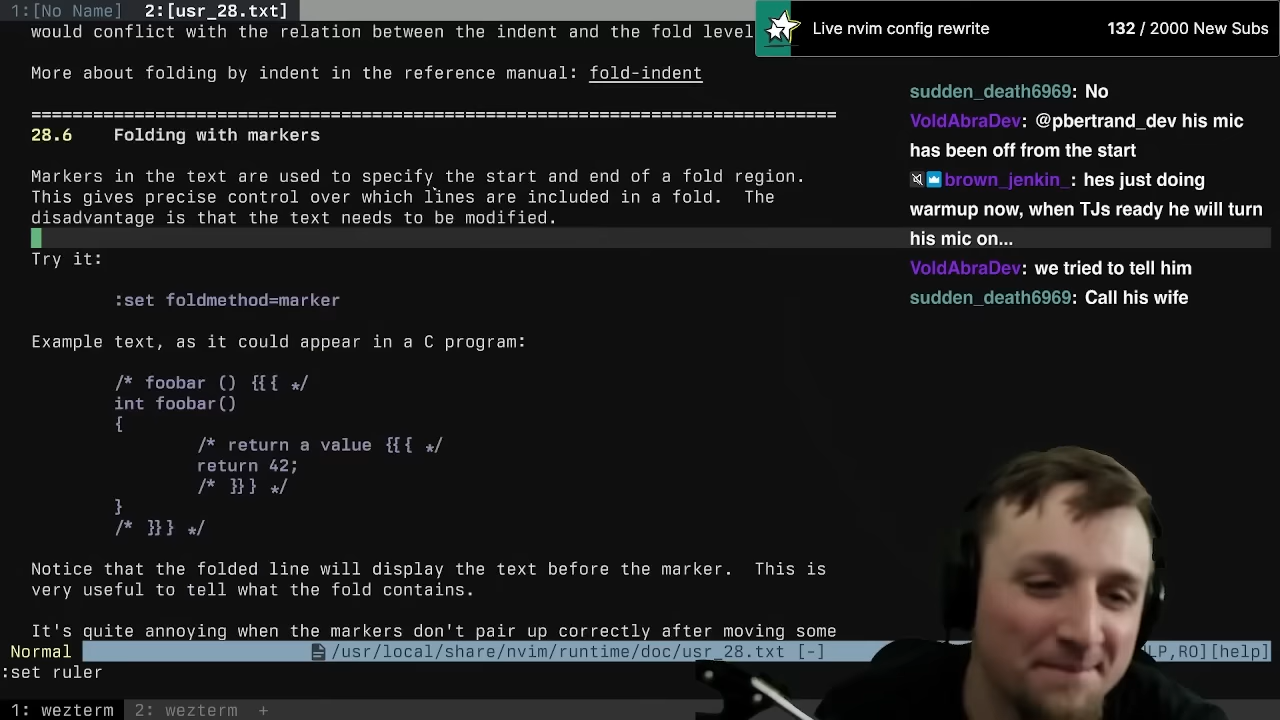 1:[No Name]  2:[usr_28.txt]
would conflict with the relation between the indent and the fold level
More about folding by indent in the reference manual: fold-indent
==============================================================================
28.6    Folding with markers
Markers in the text are used to specify the start and end of a fold region.
This gives precise control over which lines are included in a fold.  The
disadvantage is that the text needs to be modified.
Try it:
:set foldmethod=marker
Example text, as it could appear in a C program:
/* foobar () {{{ */
int foobar()
{
/* return a value {{{ */
return 42;
/* }}} */
}
/* }}} */
Notice that the folded line will display the text before the marker.  This is
very useful to tell what the fold contains.
It's quite annoying when the markers don't pair up correctly after moving some
Normal /usr/local/share/nvim/runtime/doc/usr_28.txt [-] LP,RO][help]
:set ruler
1: wezterm  2: wezterm  +
Live nvim config rewrite 132 / 2000 New Subs
sudden_death6969: No
VoldAbraDev: @pbertrand_dev his mic
has been off from the start
brown_jenkin_: hes just doing
warmup now, when TJs ready he will turn
his mic on...
VoldAbraDev: we tried to tell him
sudden_death6969: Call his wife